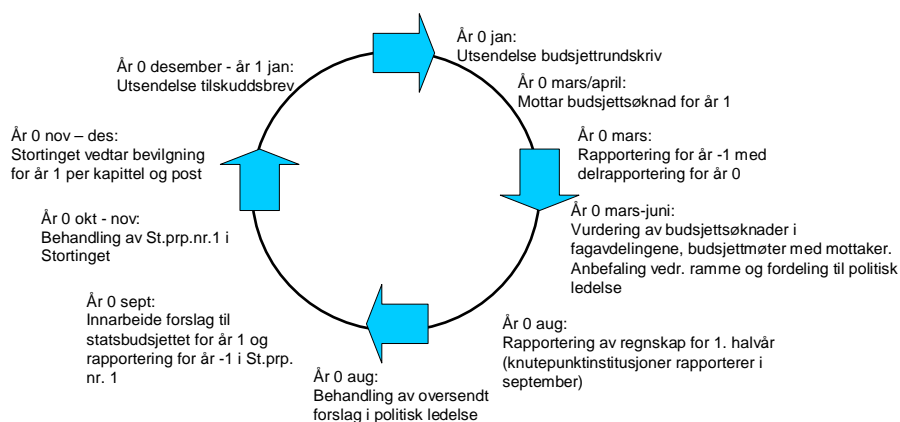 År 0 jan:
Utsendelse budsjettrundskriv
År 0 mars/april:
Mottar budsjettsøknad for år 1
År 0 mars:
Rapportering for år -1 med
delrapportering for år 0
År 0 mars-juni:
Vurdering av budsjettsøknader i
fagavdelingene, budsjettmøter med mottaker.
Anbefaling vedr. ramme og fordeling til politisk
ledelse
År 0 aug:
Rapportering av regnskap for 1. halvår
(knutepunktinstitusjoner rapporterer i
september)
År 0 aug:
Behandling av oversendt
forslag i politisk ledelse
År 0 sept:
Innarbeide forslag til
statsbudsjettet for år 1 og
rapportering for år -1 i St.prp.
nr. 1
År 0 okt - nov:
Behandling av St.prp.nr.1 i
Stortinget
År 0 nov – des:
Stortinget vedtar bevilgning
for år 1 per kapittel og post
År 0 desember - år 1 jan:
Utsendelse tilskuddsbrev